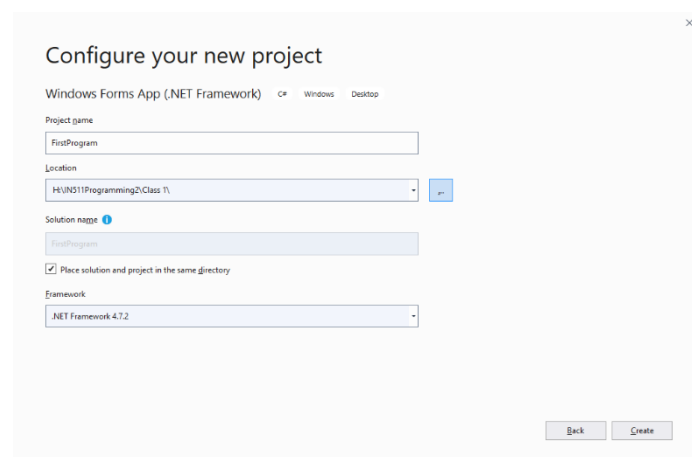 Configure your new project
Windows Forms App (.NET Framework) C# Windows Desktop
Project name
FirstProgram
Location
H:\IN511Programming2\Class 1\
...
Solution name
FirstProgram
Place solution and project in the same directory
Framework
.NET Framework 4.7.2
Back Create